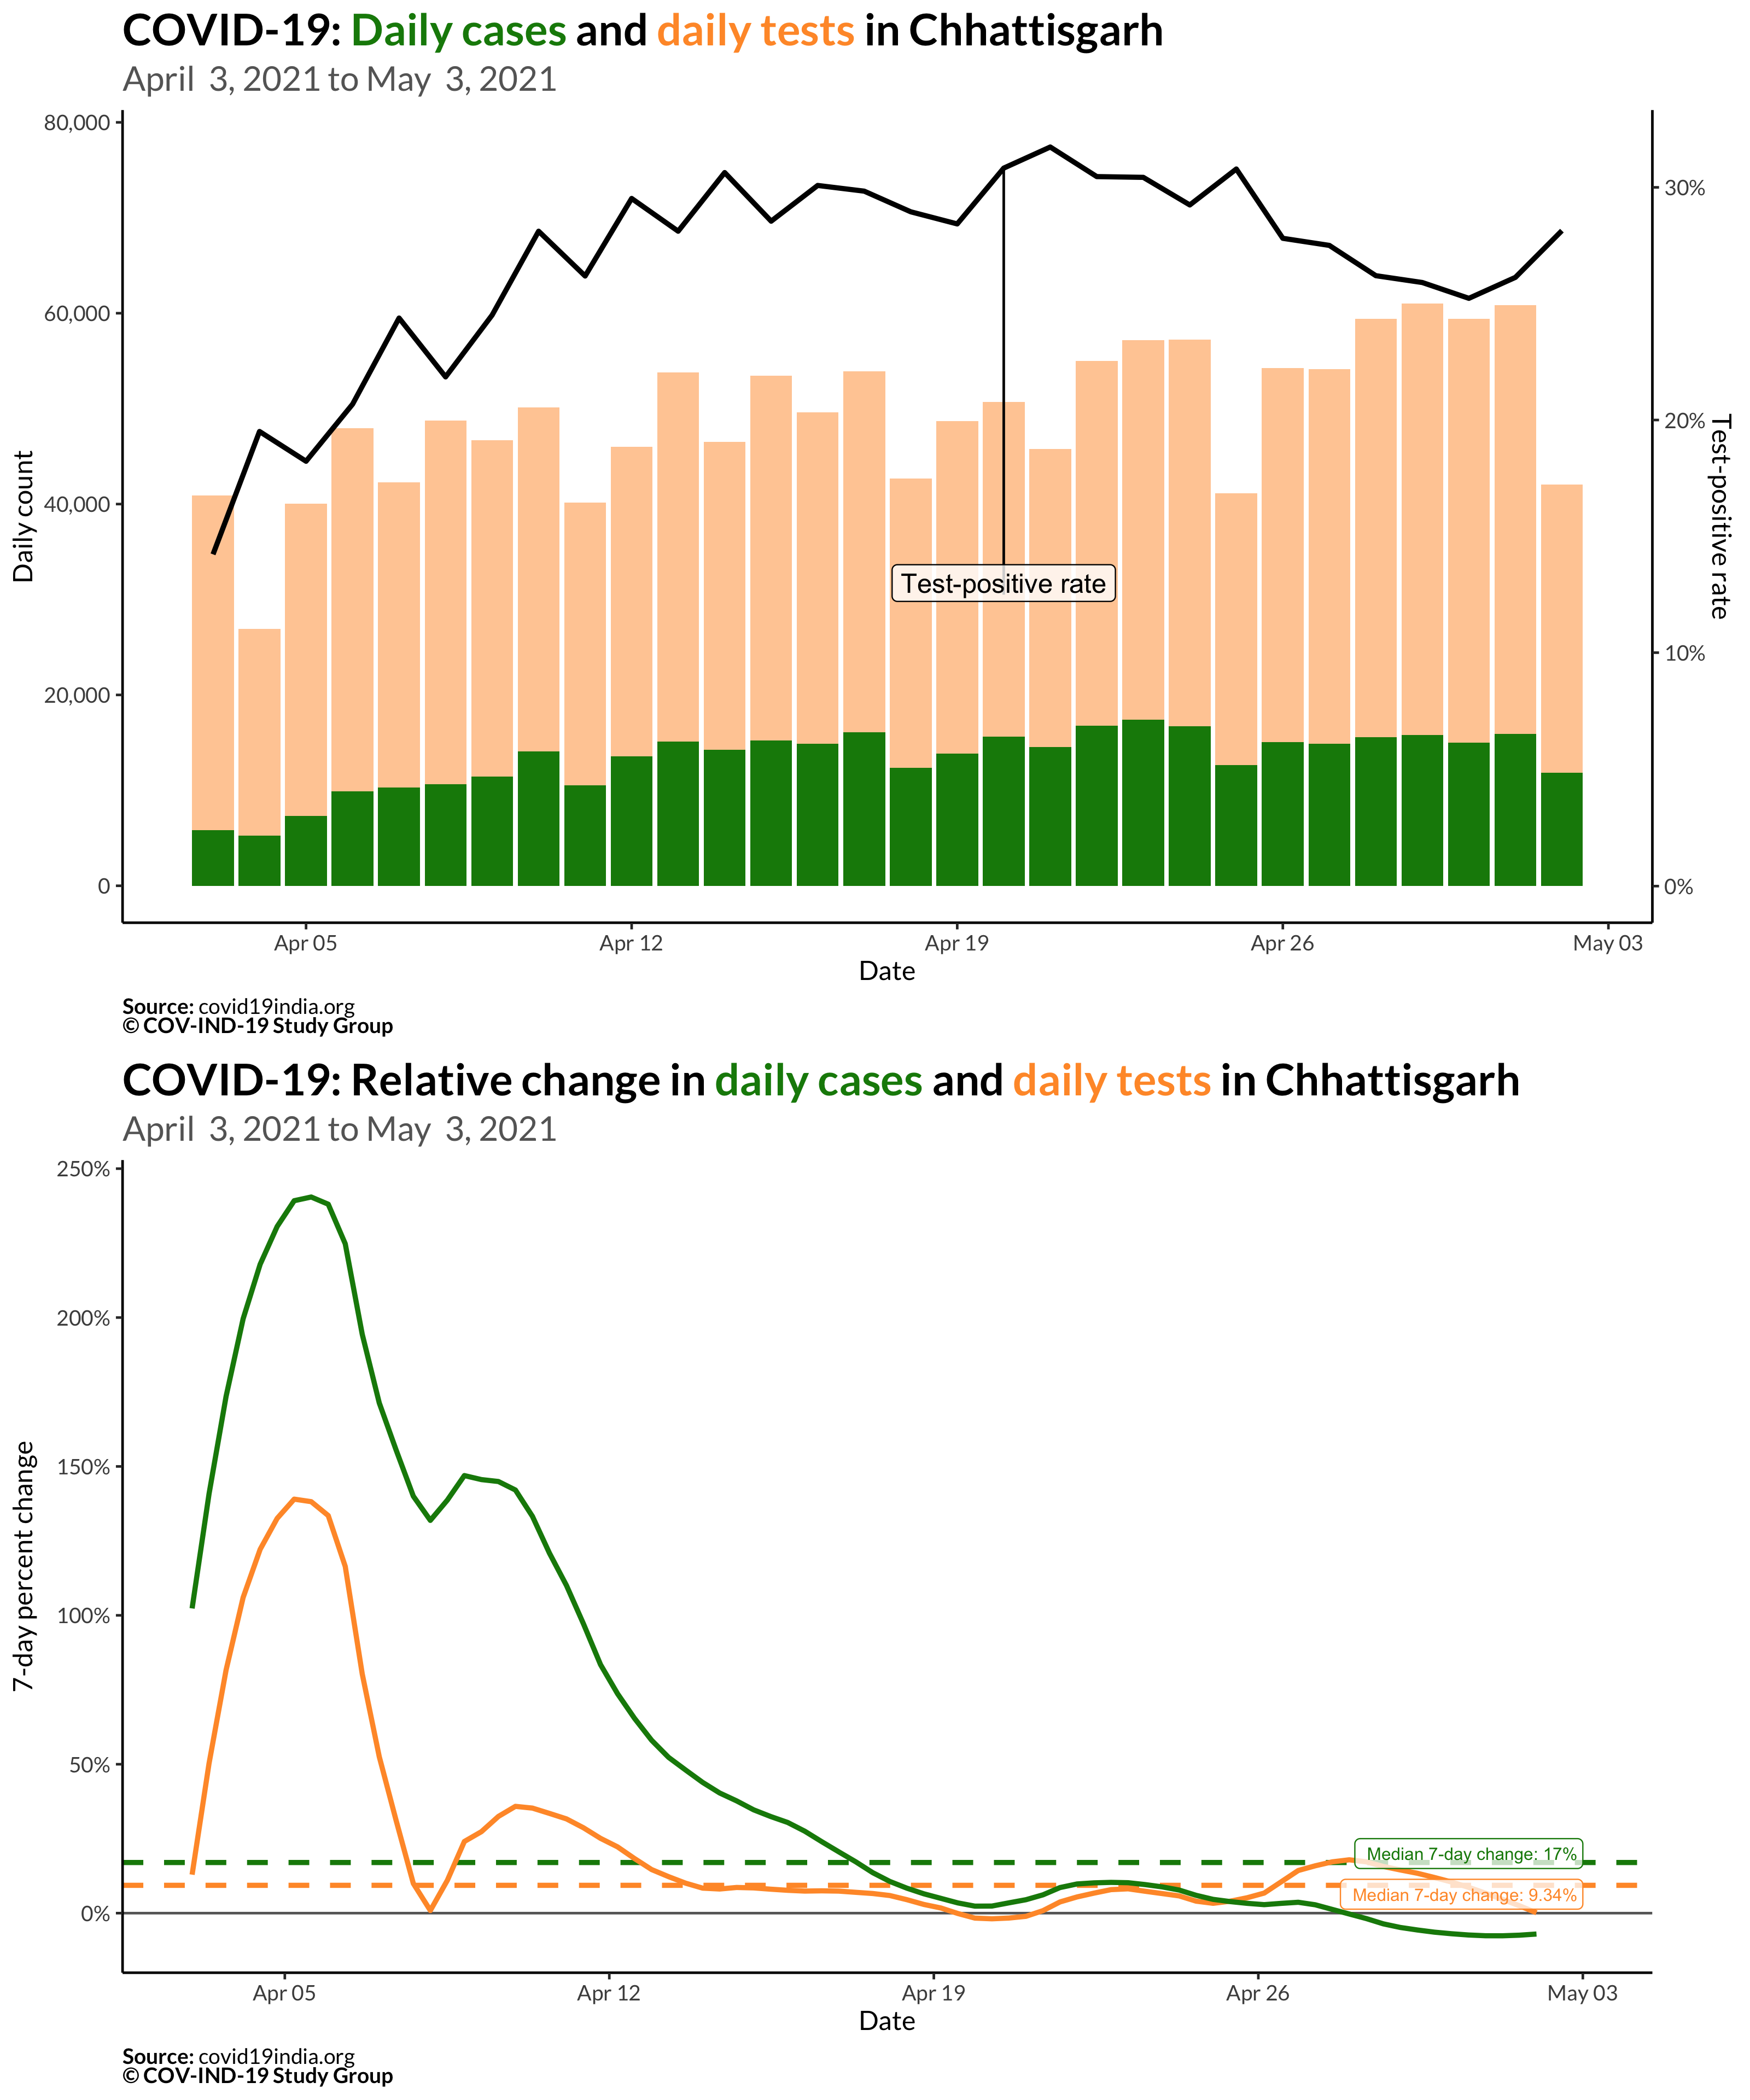 COVID-19: Daily cases and daily tests in Chhattisgarh
April  3, 2021 to May  3, 2021
80,000
60,000
40,000
20,000
0
Daily count
30%
20%
10%
0%
Test-positive rate
Test-positive rate
Apr 05
Apr 12
Apr 19
Apr 26
May 03
Date
Source: covid19india.org
© COV-IND-19 Study Group
COVID-19: Relative change in daily cases and daily tests in Chhattisgarh
April  3, 2021 to May  3, 2021
250%
200%
150%
100%
50%
0%
7-day percent change
Median 7-day change: 17%
Median 7-day change: 9.34%
Apr 05
Apr 12
Apr 19
Apr 26
May 03
Date
Source: covid19india.org
© COV-IND-19 Study Group